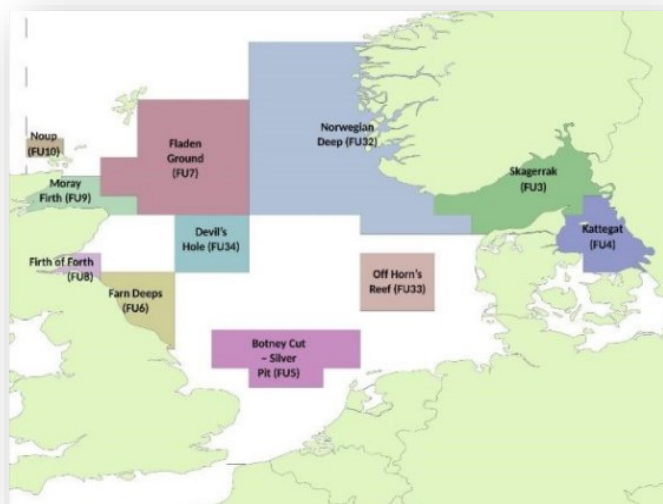 Noup
(FU10)
Fladen
Ground
(FU7)
Norwegian
Deep (FU32)
Moray
Firth (FU9)
Skagerrak
(FU3)
Devil's
Hole (FU34)
Kattegat
(FU4)
Firth of Forth
(FU8)
Farn Deeps
(FU6)
Off Horn's
Reef (FU33)
Botney Cut
– Silver
Pit (FU5)